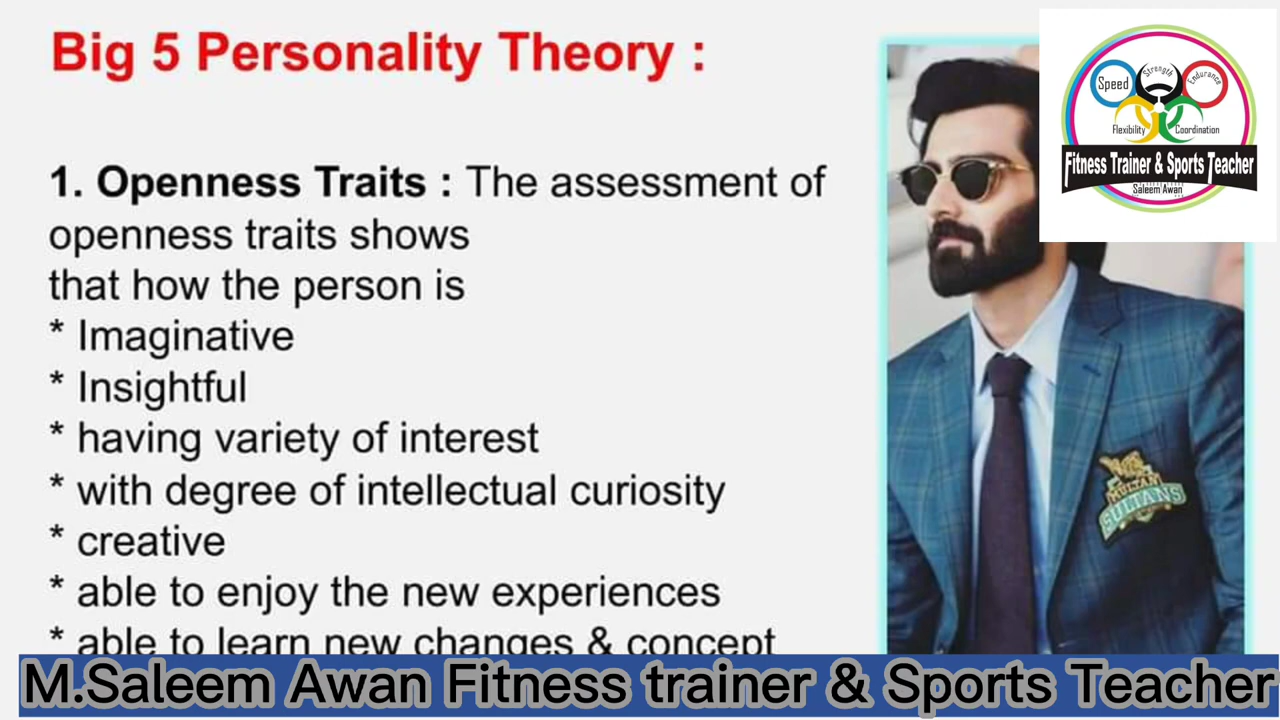 Big 5 Personality Theory :
1. Openness Traits : The assessment of
openness traits shows
that how the person is
* Imaginative
* Insightful
* having variety of interest
* with degree of intellectual curiosity
* creative
* able to enjoy the new experiences
* able to learn new changes & concept
Speed
Strength
Endurance
Flexibility
Coordination
Fitness Trainer & Sports Teacher
Saleem Awan
MULTAN
SULTANS
M.Saleem Awan Fitness trainer & Sports Teacher